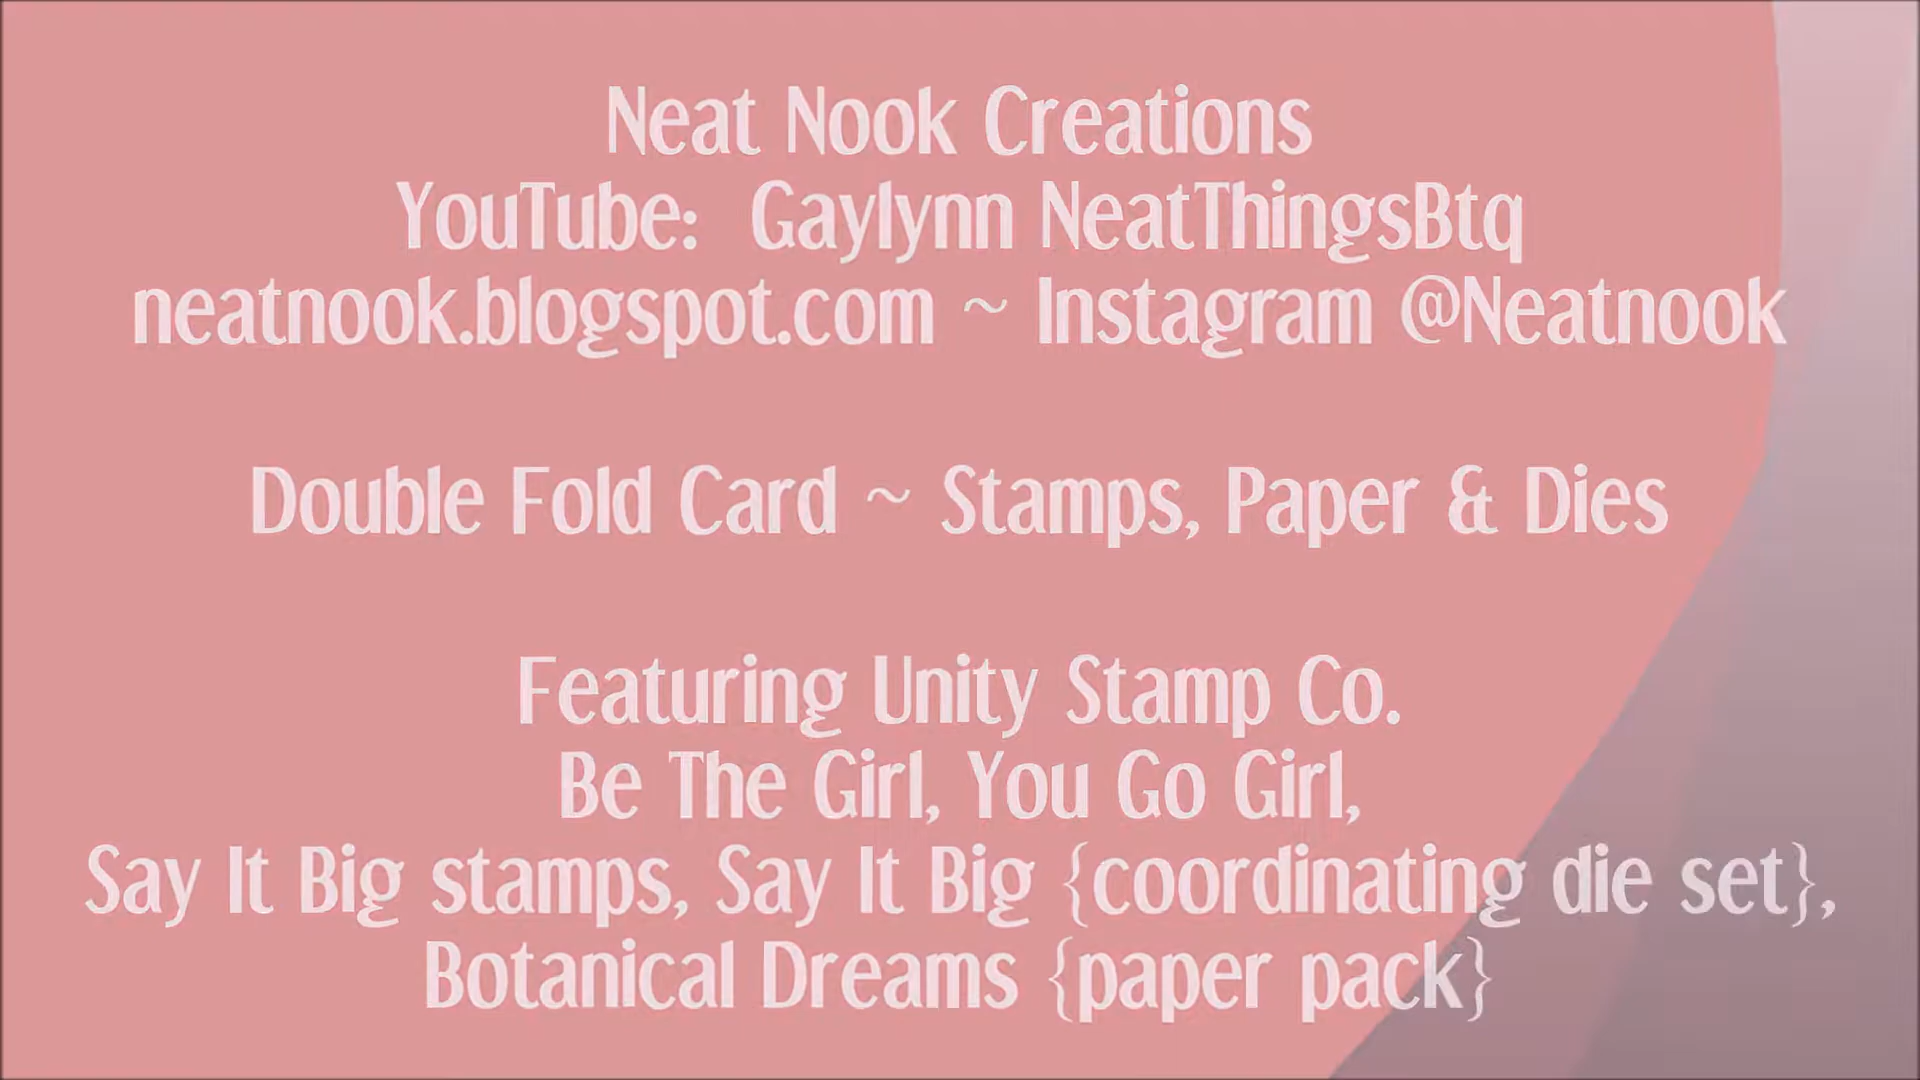 Neat Nook Creations
YouTube:  Gaylynn NeatThingsBtq
neatnook.blogspot.com ~ Instagram @Neatnook
Double Fold Card ~ Stamps, Paper & Dies
Featuring Unity Stamp Co.
Be The Girl, You Go Girl,
Say It Big stamps, Say It Big {coordinating die set},
Botanical Dreams {paper pack}